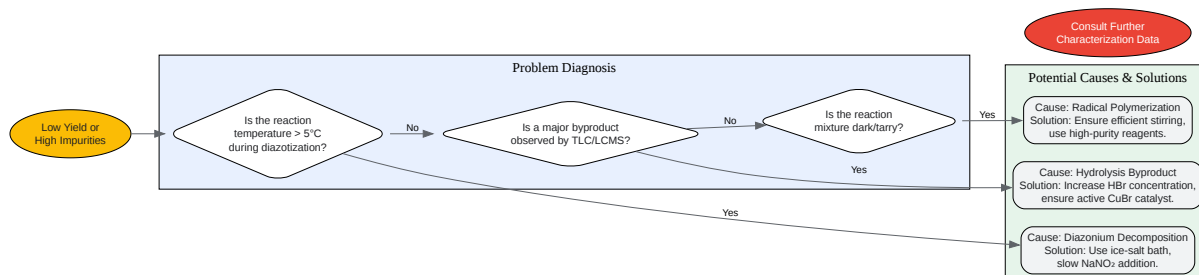 Consult Further
Characterization Data
Problem Diagnosis
Potential Causes & Solutions
Low Yield or
High Impurities
Is the reaction
temperature > 5°C
during diazotization?
No
Is a major byproduct
observed by TLC/LCMS?
No
Is the reaction
mixture dark/tarry?
Yes
Cause: Radical Polymerization
Solution: Ensure efficient stirring,
use high-purity reagents.
Yes
Cause: Hydrolysis Byproduct
Solution: Increase HBr concentration,
ensure active CuBr catalyst.
Yes
Cause: Diazonium Decomposition
Solution: Use ice-salt bath,
slow NaNO₂ addition.